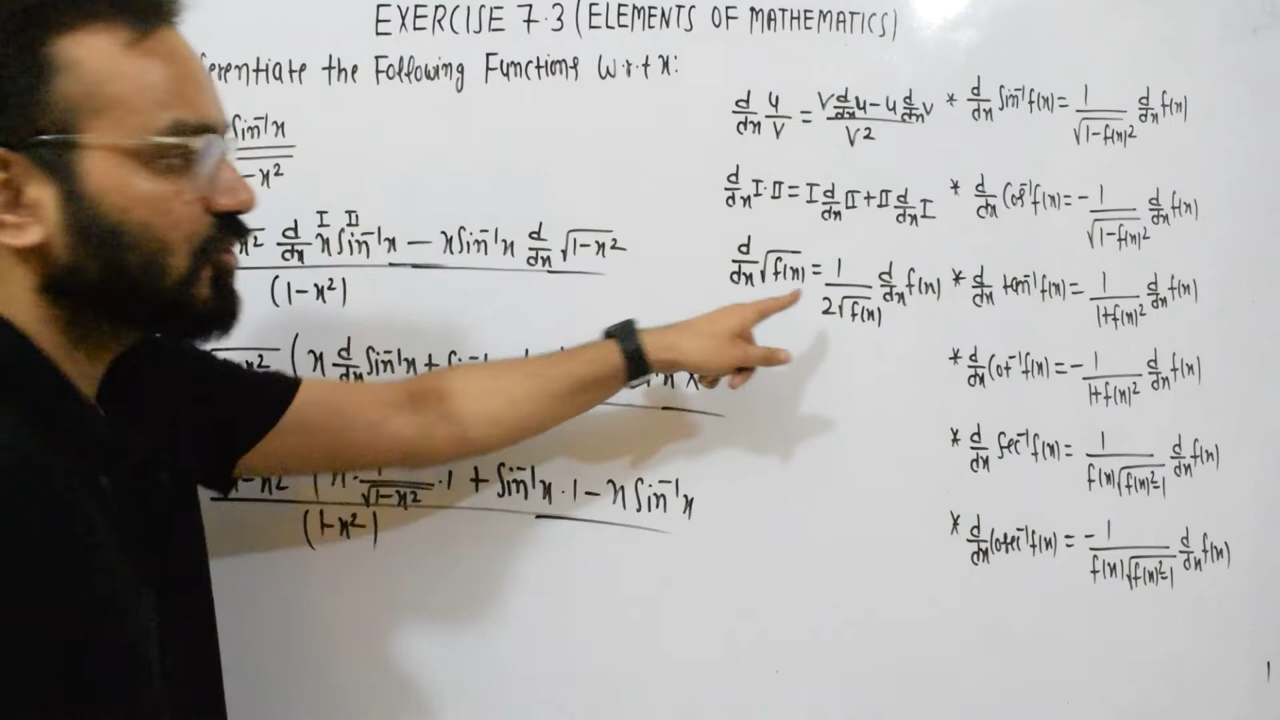 EXERCISE 7.3 (ELEMENTS OF MATHEMATICS)
ferentiate the Following Functions w.r.t x:
Sin⁻¹x / -x²
x² d/dx x Sin⁻¹x — x Sin⁻¹x d/dx √1-x²
I II
(1-x²)
-x² (x d/dx Sin⁻¹x +
-x² (x · 1/√1-x² · 1 + Sin⁻¹x · 1 - x Sin⁻¹x
(1-x²)
d/dx u/v = (v d/dx u - u d/dx v) / v²
d/dx I·II = I d/dx II + II d/dx I
d/dx √f(x) = 1/2√f(x) d/dx f(x)
* d/dx Sin⁻¹f(x) = 1/√1-f(x)² d/dx f(x)
* d/dx Cos⁻¹f(x) = -1/√1-f(x)² d/dx f(x)
* d/dx tan⁻¹f(x) = 1/1+f(x)² d/dx f(x)
* d/dx Cot⁻¹f(x) = -1/1+f(x)² d/dx f(x)
* d/dx Sec⁻¹f(x) = 1/f(x)√f(x)²-1 d/dx f(x)
* d/dx Cosec⁻¹f(x) = -1/f(x)√f(x)²-1 d/dx f(x)